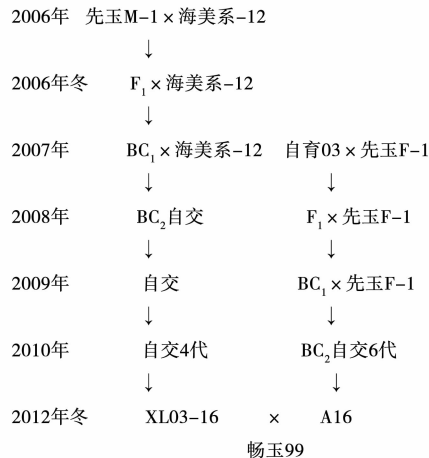 2006年 先玉M-1×海美系-12
↓
2006年冬 F₁×海美系-12
↓
2007年 BC₁×海美系-12 自育03×先玉F-1
↓ ↓
2008年 BC₂自交 F₁×先玉F-1
↓ ↓
2009年 自交 BC₁×先玉F-1
↓ ↓
2010年 自交4代 BC₂自交6代
↓ ↓
2012年冬 XL03-16 × A16
畅玉99